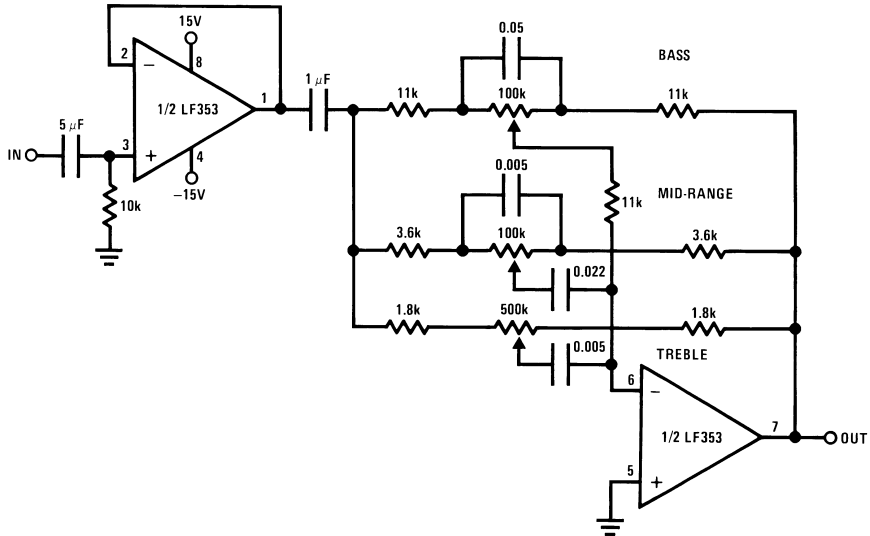 15V
2
−
8
1/2 LF353
1
1 μF
5 μF
IN
3
+
4
−15V
10k
0.05
BASS
11k
100k
11k
0.005
MID-RANGE
11k
3.6k
100k
3.6k
0.022
1.8k
500k
1.8k
0.005
TREBLE
6
−
1/2 LF353
7
OUT
5
+